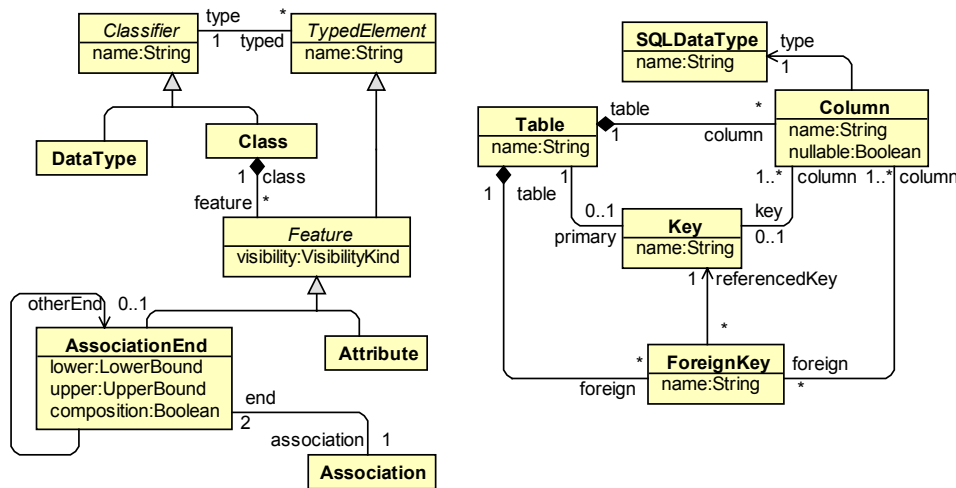 Classifier
name:String
type
1
*
typed
TypedElement
name:String
DataType
Class
1
class
feature
*
Feature
visibility:VisibilityKind
otherEnd
0..1
AssociationEnd
lower:LowerBound
upper:UpperBound
composition:Boolean
end
2
association
1
Association
Attribute
SQLDataType
name:String
type
1
Table
name:String
table
1
*
column
Column
name:String
nullable:Boolean
1
table
1
0..1
primary
1..*
column
1..*
column
key
0..1
Key
name:String
1
referencedKey
*
ForeignKey
name:String
*
foreign
foreign
*